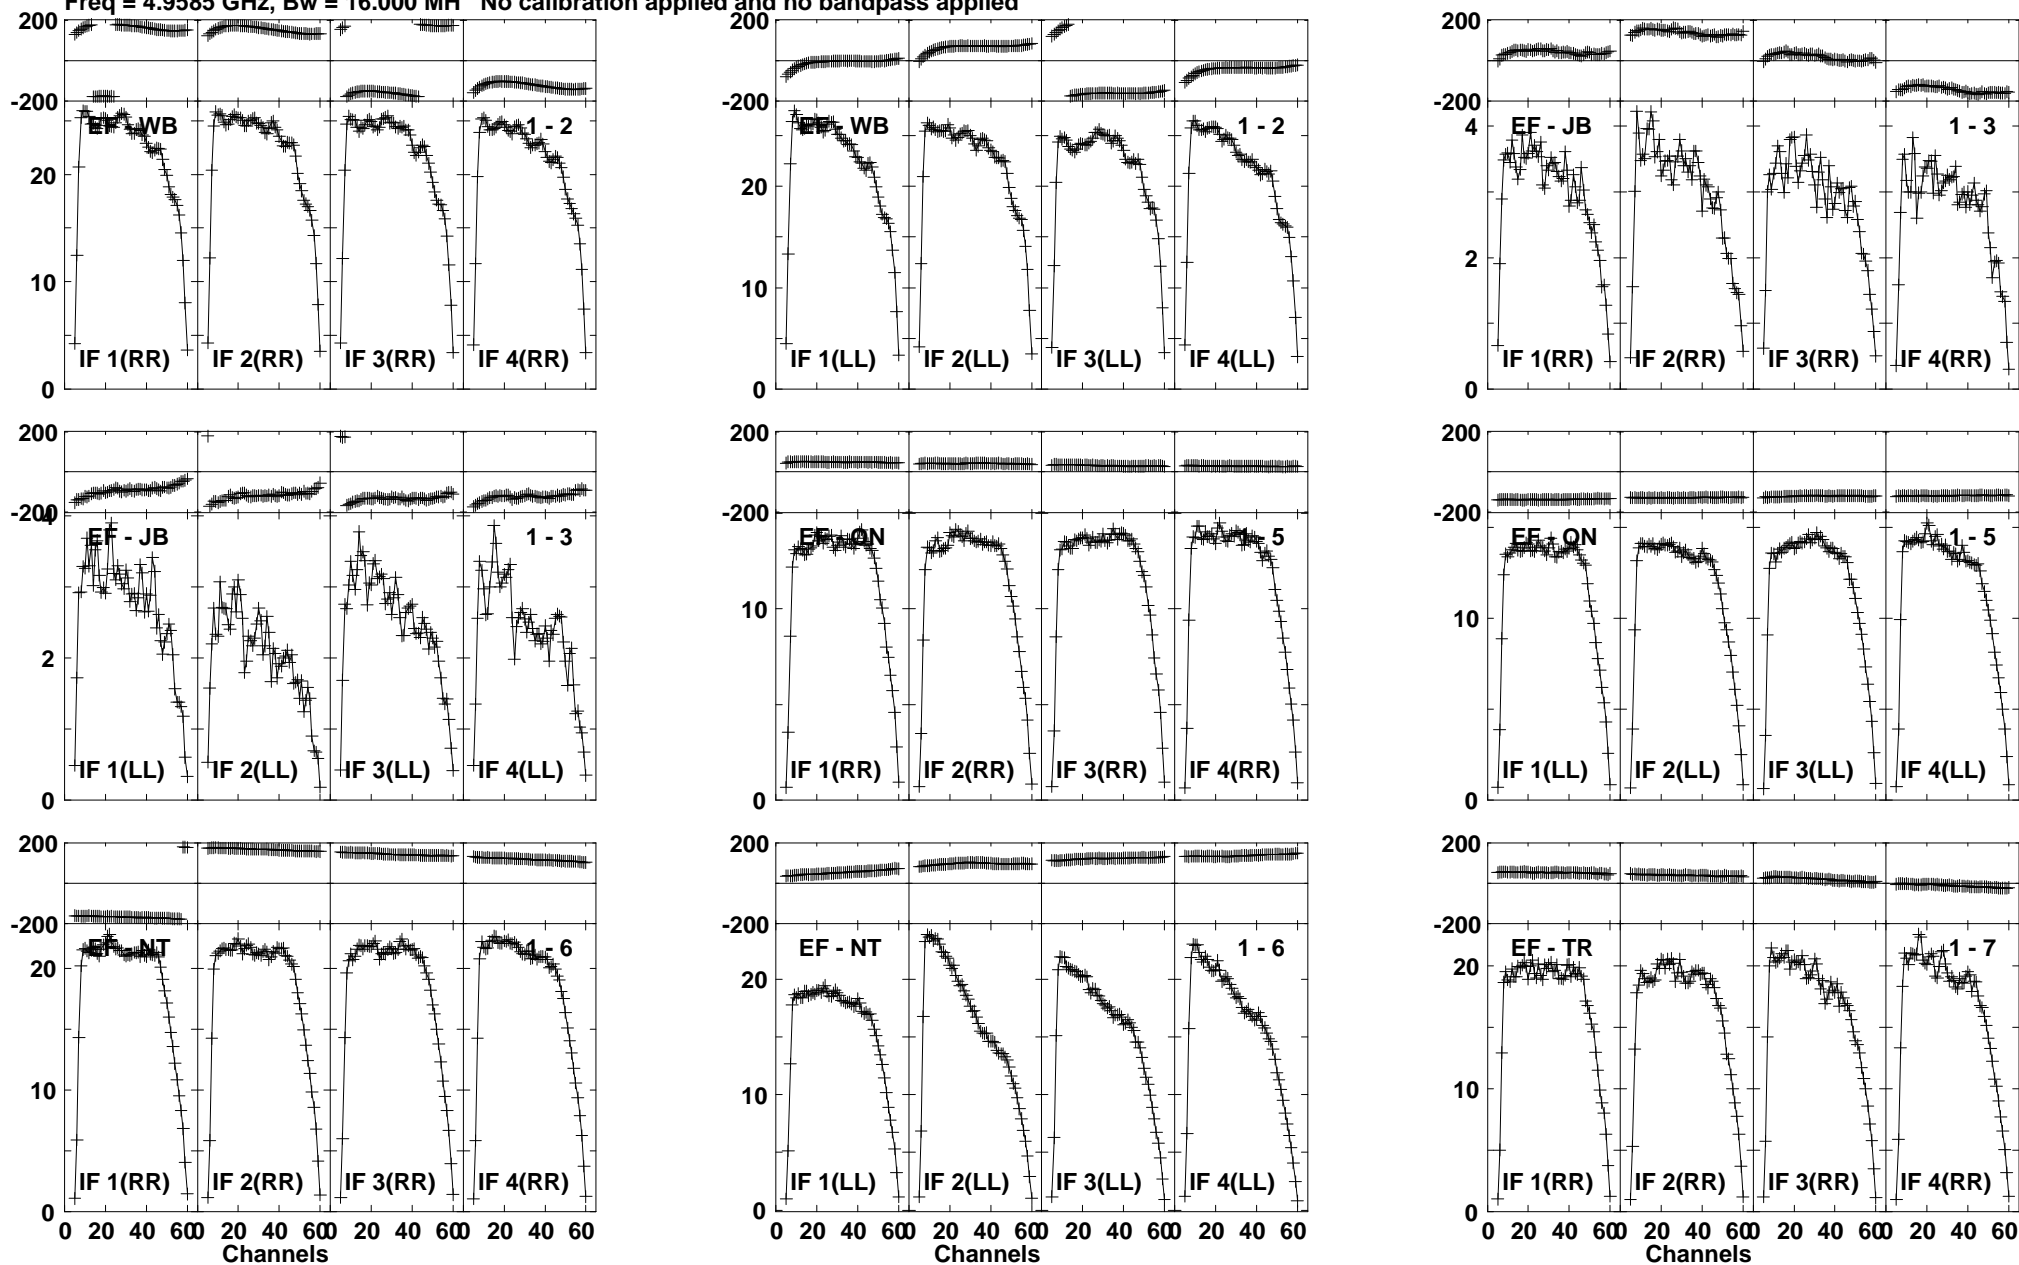 Freq = 4.9585 GHz, Bw = 16.000 MH No calibration applied and no bandpass applied
200
-200
EF - WB 1 - 2
20
10
0
IF 1(RR) IF 2(RR) IF 3(RR) IF 4(RR)
200
-200
EF - WB 1 - 2
20
10
0
IF 1(LL) IF 2(LL) IF 3(LL) IF 4(LL)
200
-200
EF - JB 1 - 3
4
2
0
IF 1(RR) IF 2(RR) IF 3(RR) IF 4(RR)
200
-200
4
EF - JB 1 - 3
2
0
IF 1(LL) IF 2(LL) IF 3(LL) IF 4(LL)
200
-200
EF - ON 1 - 5
10
0
IF 1(RR) IF 2(RR) IF 3(RR) IF 4(RR)
200
-200
EF - ON 1 - 5
10
0
IF 1(LL) IF 2(LL) IF 3(LL) IF 4(LL)
200
-200
EF - NT 1 - 6
20
10
0
IF 1(RR) IF 2(RR) IF 3(RR) IF 4(RR)
0 20 40 60 0 20 40 60 0 20 40 60 0 20 40 60
Channels
200
-200
EF - NT 1 - 6
20
10
0
IF 1(LL) IF 2(LL) IF 3(LL) IF 4(LL)
0 20 40 60 0 20 40 60 0 20 40 60 0 20 40 60
Channels
200
-200
EF - TR 1 - 7
20
10
0
IF 1(RR) IF 2(RR) IF 3(RR) IF 4(RR)
0 20 40 60 0 20 40 60 0 20 40 60 0 20 40 60
Channels